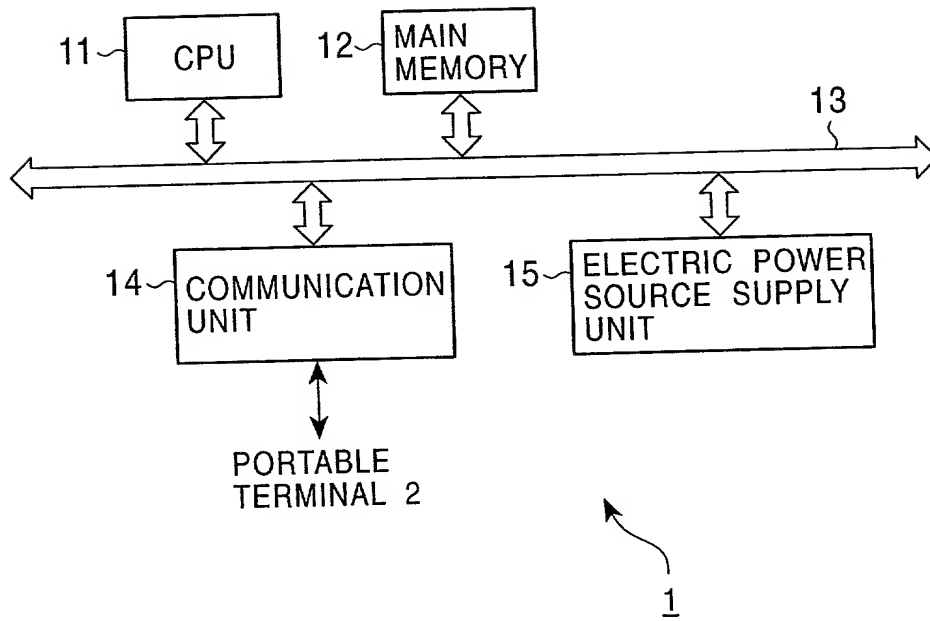 11
CPU
12
MAIN
MEMORY
13
14
COMMUNICATION
UNIT
15
ELECTRIC POWER
SOURCE SUPPLY
UNIT
PORTABLE
TERMINAL 2
1